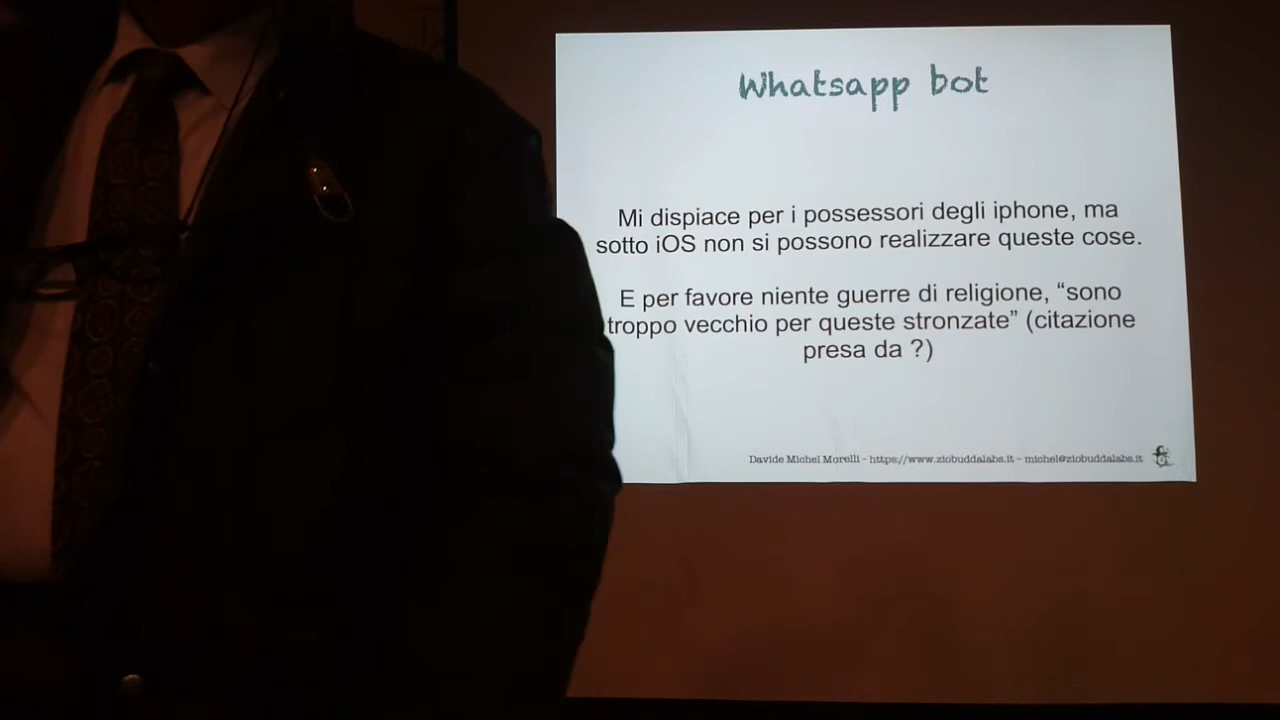 Whatsapp bot
Mi dispiace per i possessori degli iphone, ma
sotto iOS non si possono realizzare queste cose.
E per favore niente guerre di religione, “sono
troppo vecchio per queste stronzate” (citazione
presa da ?)
Davide Michel Morelli - https://www.ziobuddalabs.it - michel@ziobuddalabs.it